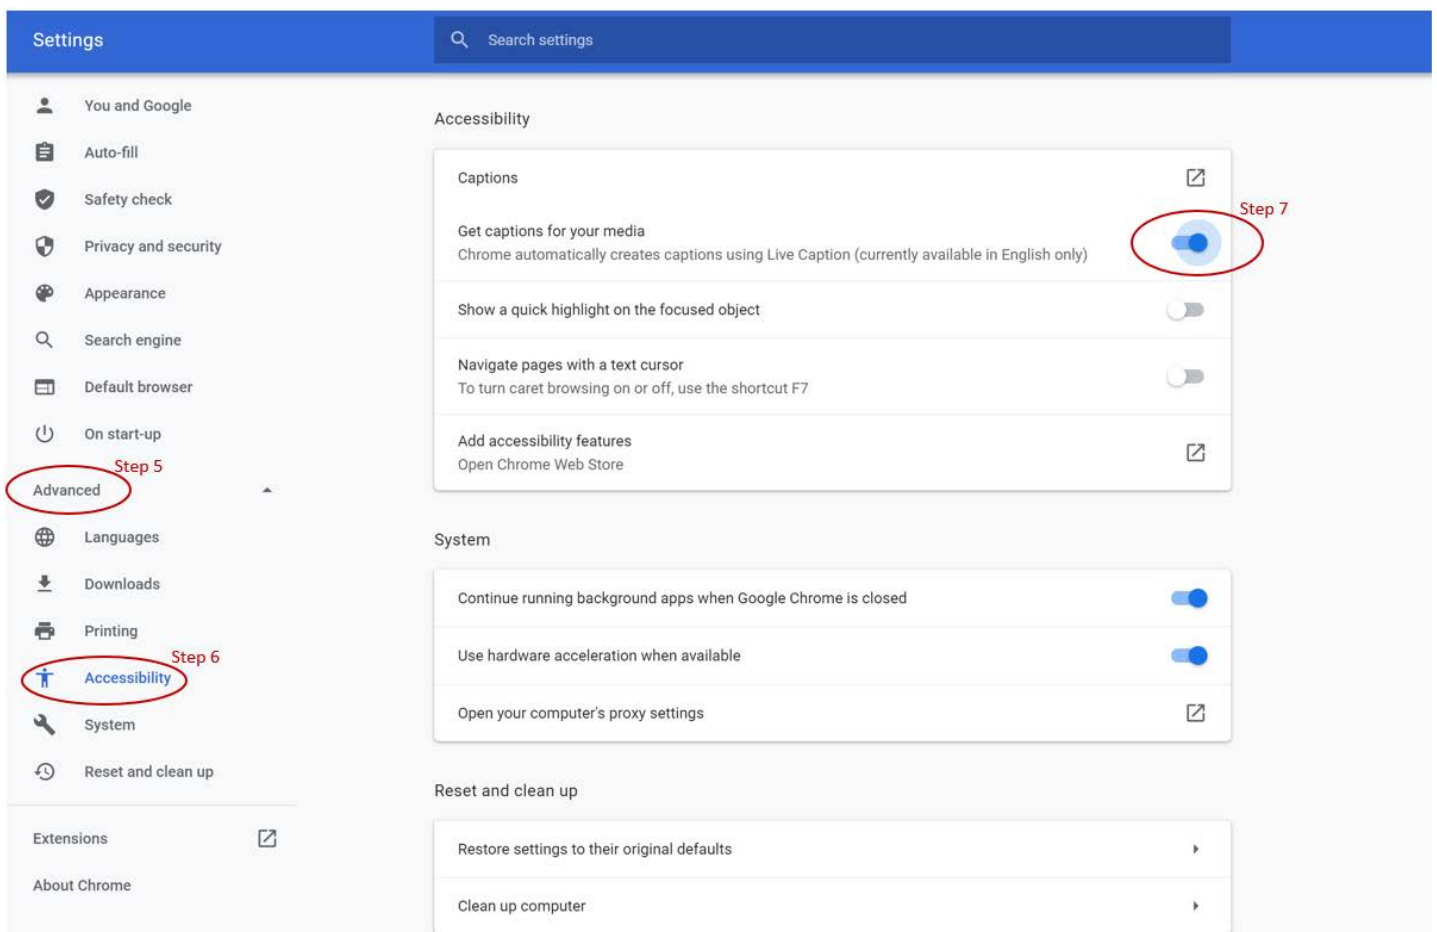 Settings
Search settings
You and Google
Auto-fill
Safety check
Privacy and security
Appearance
Search engine
Default browser
On start-up
Step 5
Advanced
Languages
Downloads
Printing
Step 6
Accessibility
System
Reset and clean up
Extensions
About Chrome
Accessibility
Captions
Step 7
Get captions for your media
Chrome automatically creates captions using Live Caption (currently available in English only)
Show a quick highlight on the focused object
Navigate pages with a text cursor
To turn caret browsing on or off, use the shortcut F7
Add accessibility features
Open Chrome Web Store
System
Continue running background apps when Google Chrome is closed
Use hardware acceleration when available
Open your computer's proxy settings
Reset and clean up
Restore settings to their original defaults
Clean up computer